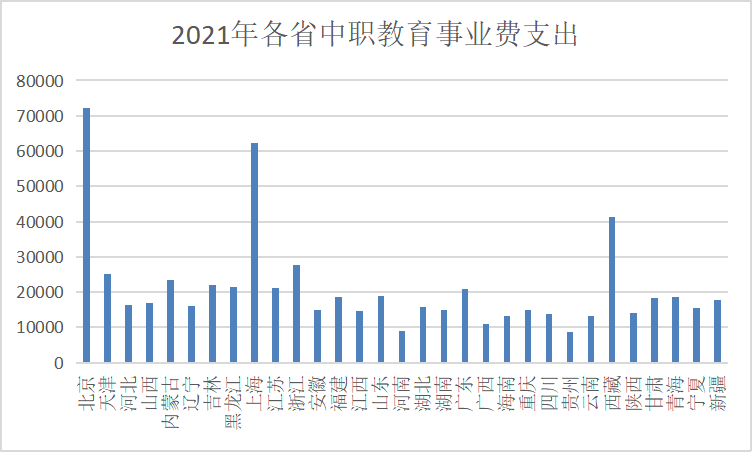 2021年各省中职教育事业费支出
80000
70000
60000
50000
40000
30000
20000
10000
0
北京
天津
河北
山西
内蒙古
辽宁
吉林
黑龙江
上海
江苏
浙江
安徽
福建
江西
山东
河南
湖北
湖南
广东
广西
海南
重庆
四川
贵州
云南
西藏
陕西
甘肃
青海
宁夏
新疆